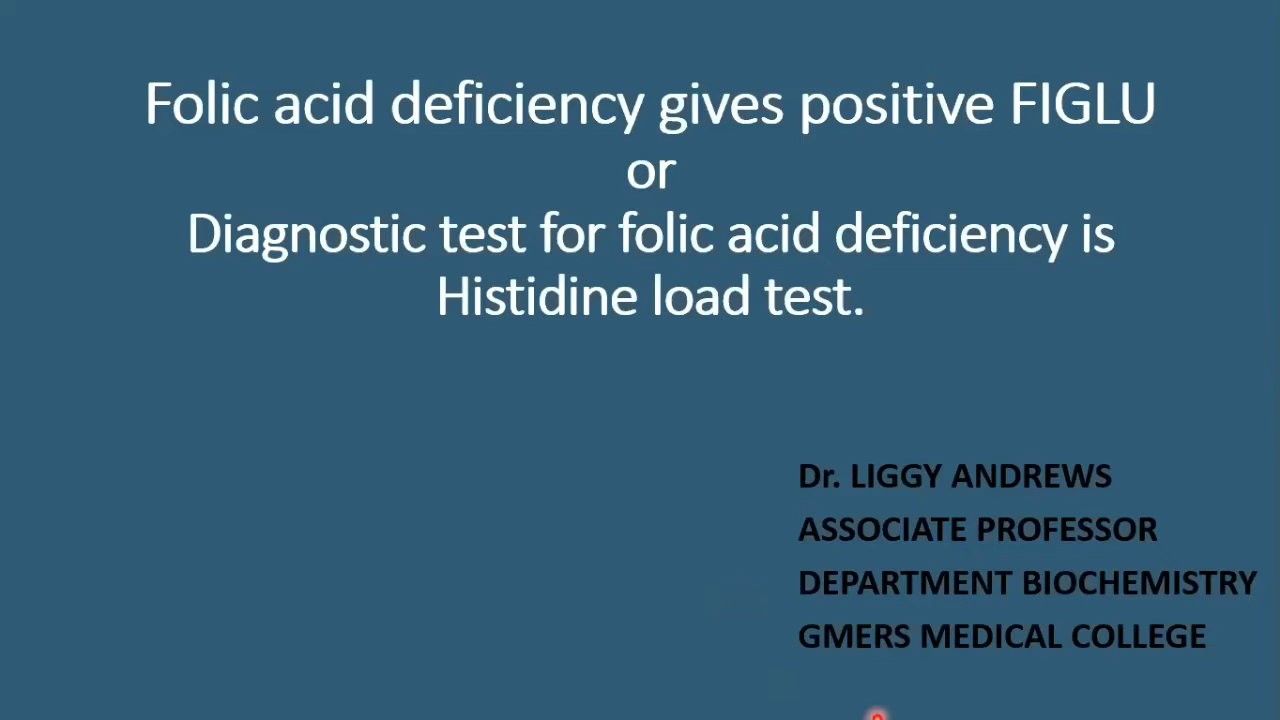 Folic acid deficiency gives positive FIGLU
or
Diagnostic test for folic acid deficiency is
Histidine load test.
Dr. LIGGY ANDREWS
ASSOCIATE PROFESSOR
DEPARTMENT BIOCHEMISTRY
GMERS MEDICAL COLLEGE